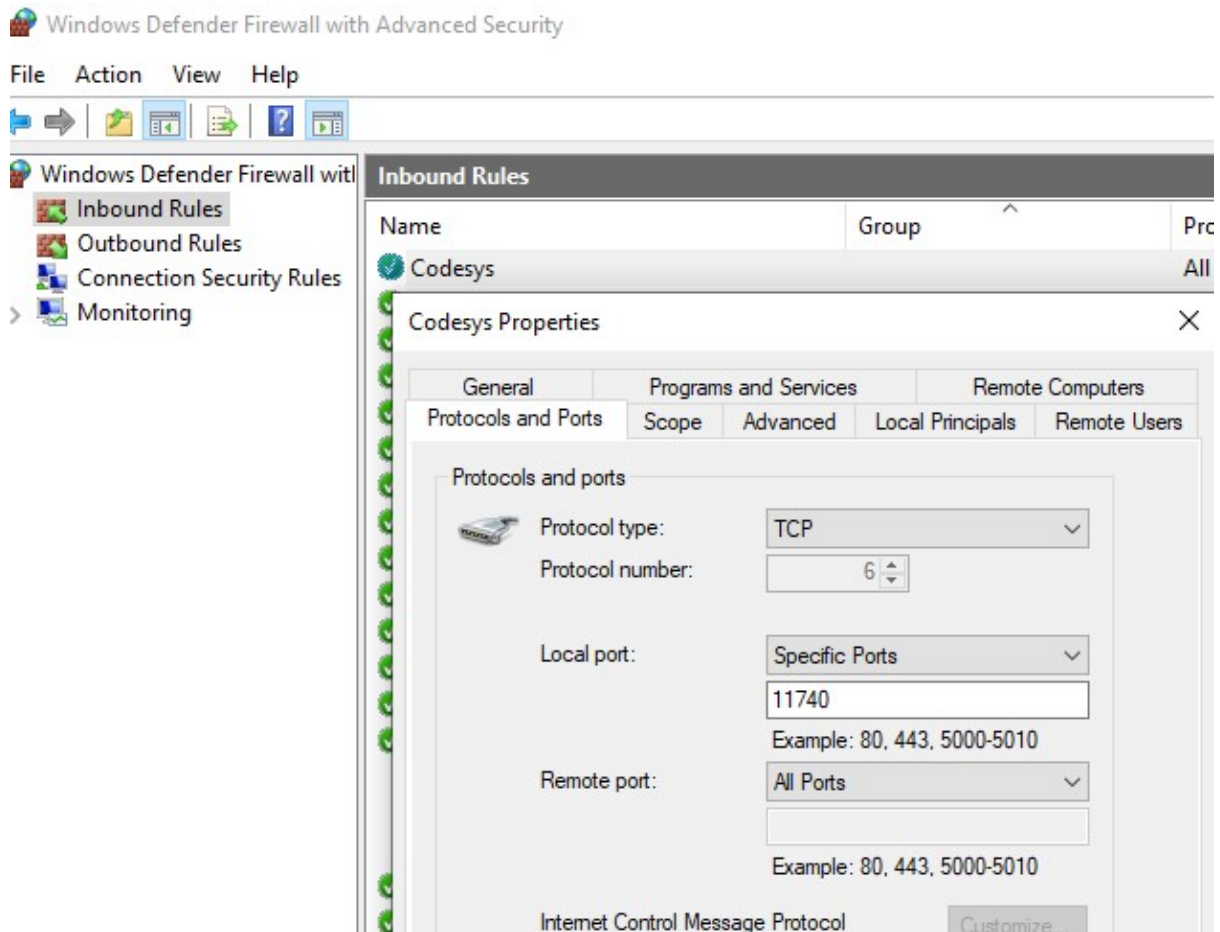 Windows Defender Firewall with Advanced Security
File Action View Help
Windows Defender Firewall witl
Inbound Rules
Outbound Rules
Connection Security Rules
Monitoring
Inbound Rules
Name Group Pro
Codesys All
Codesys Properties
General Programs and Services Remote Computers
Protocols and Ports Scope Advanced Local Principals Remote Users
Protocols and ports
Protocol type: TCP
Protocol number: 6
Local port: Specific Ports
11740
Example: 80, 443, 5000-5010
Remote port: All Ports
Example: 80, 443, 5000-5010
Internet Control Message Protocol Customize...